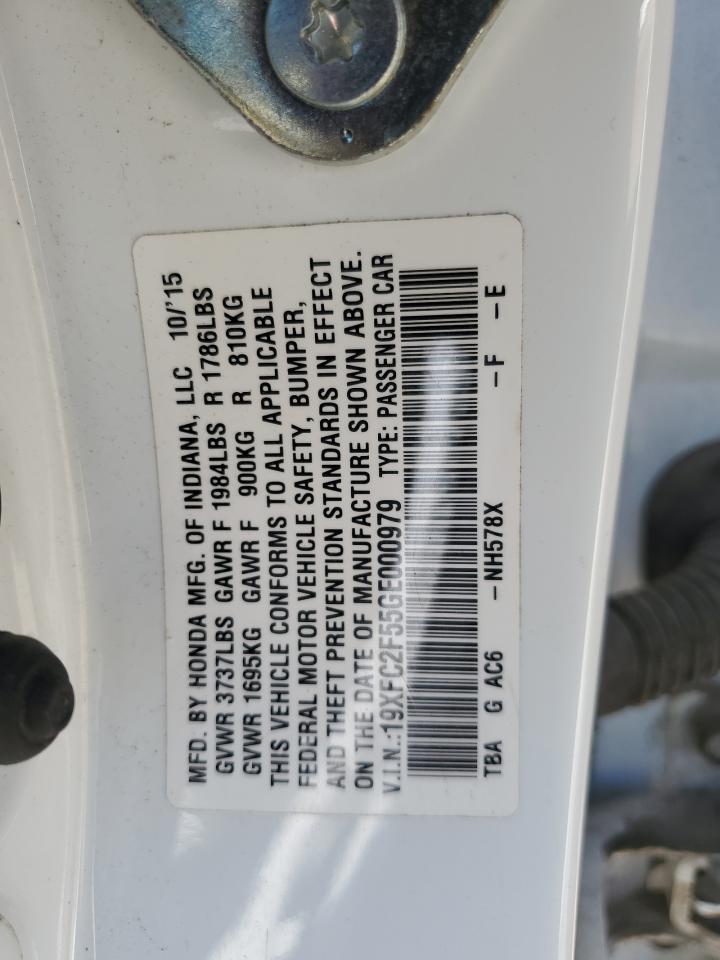 MFD. BY HONDA MFG. OF INDIANA, LLC 10/'15
GVWR 3737LBS GAWR F 1984LBS R 1786LBS
GVWR 1695KG GAWR F 900KG R 810KG
THIS VEHICLE CONFORMS TO ALL APPLICABLE
FEDERAL MOTOR VEHICLE SAFETY, BUMPER,
AND THEFT PREVENTION STANDARDS IN EFFECT
ON THE DATE OF MANUFACTURE SHOWN ABOVE.
V.I.N.:19XFC2F55GE000979 TYPE: PASSENGER CAR
TBA G AC6 -NH578X -F -E